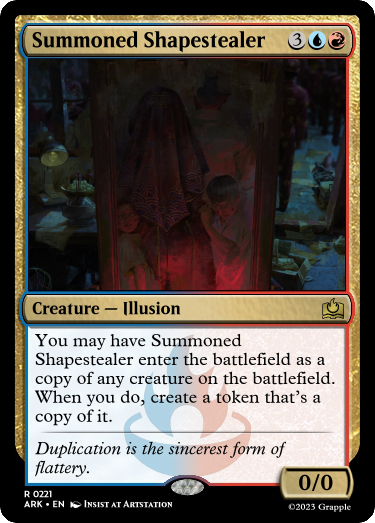 Summoned Shapestealer 3
Creature — Illusion
You may have Summoned
Shapestealer enter the battlefield as a
copy of any creature on the battlefield.
When you do, create a token that's a
copy of it.
Duplication is the sincerest form of
flattery.
0/0
R 0221
ARK • EN Insist at Artstation
©2023 Grapple